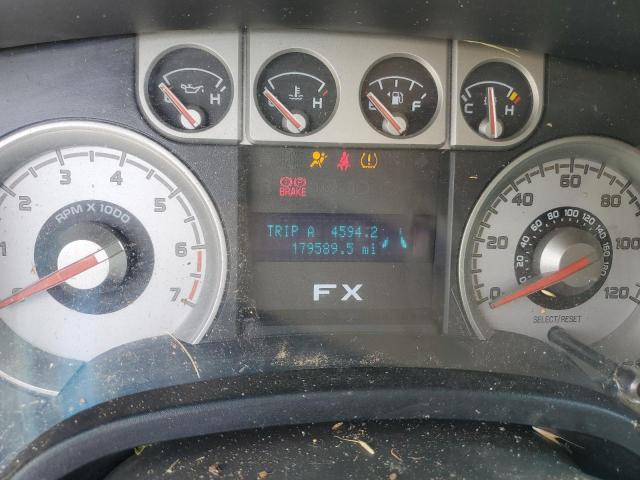 H
H
F
C H
BRAKE
TRIP A 4594.2
179589.5 mi
FX
1 2 3 4 5 6 7
RPM X 1000
0 20 40 60 80 100 120
SELECT/RESET